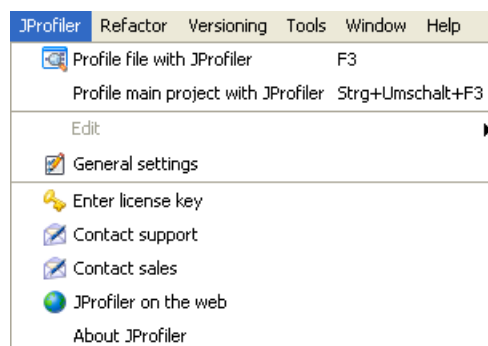 JProfiler Refactor Versioning Tools Window Help
Profile file with JProfiler F3
Profile main project with JProfiler Strg+Umschalt+F3
Edit
General settings
Enter license key
Contact support
Contact sales
JProfiler on the web
About JProfiler